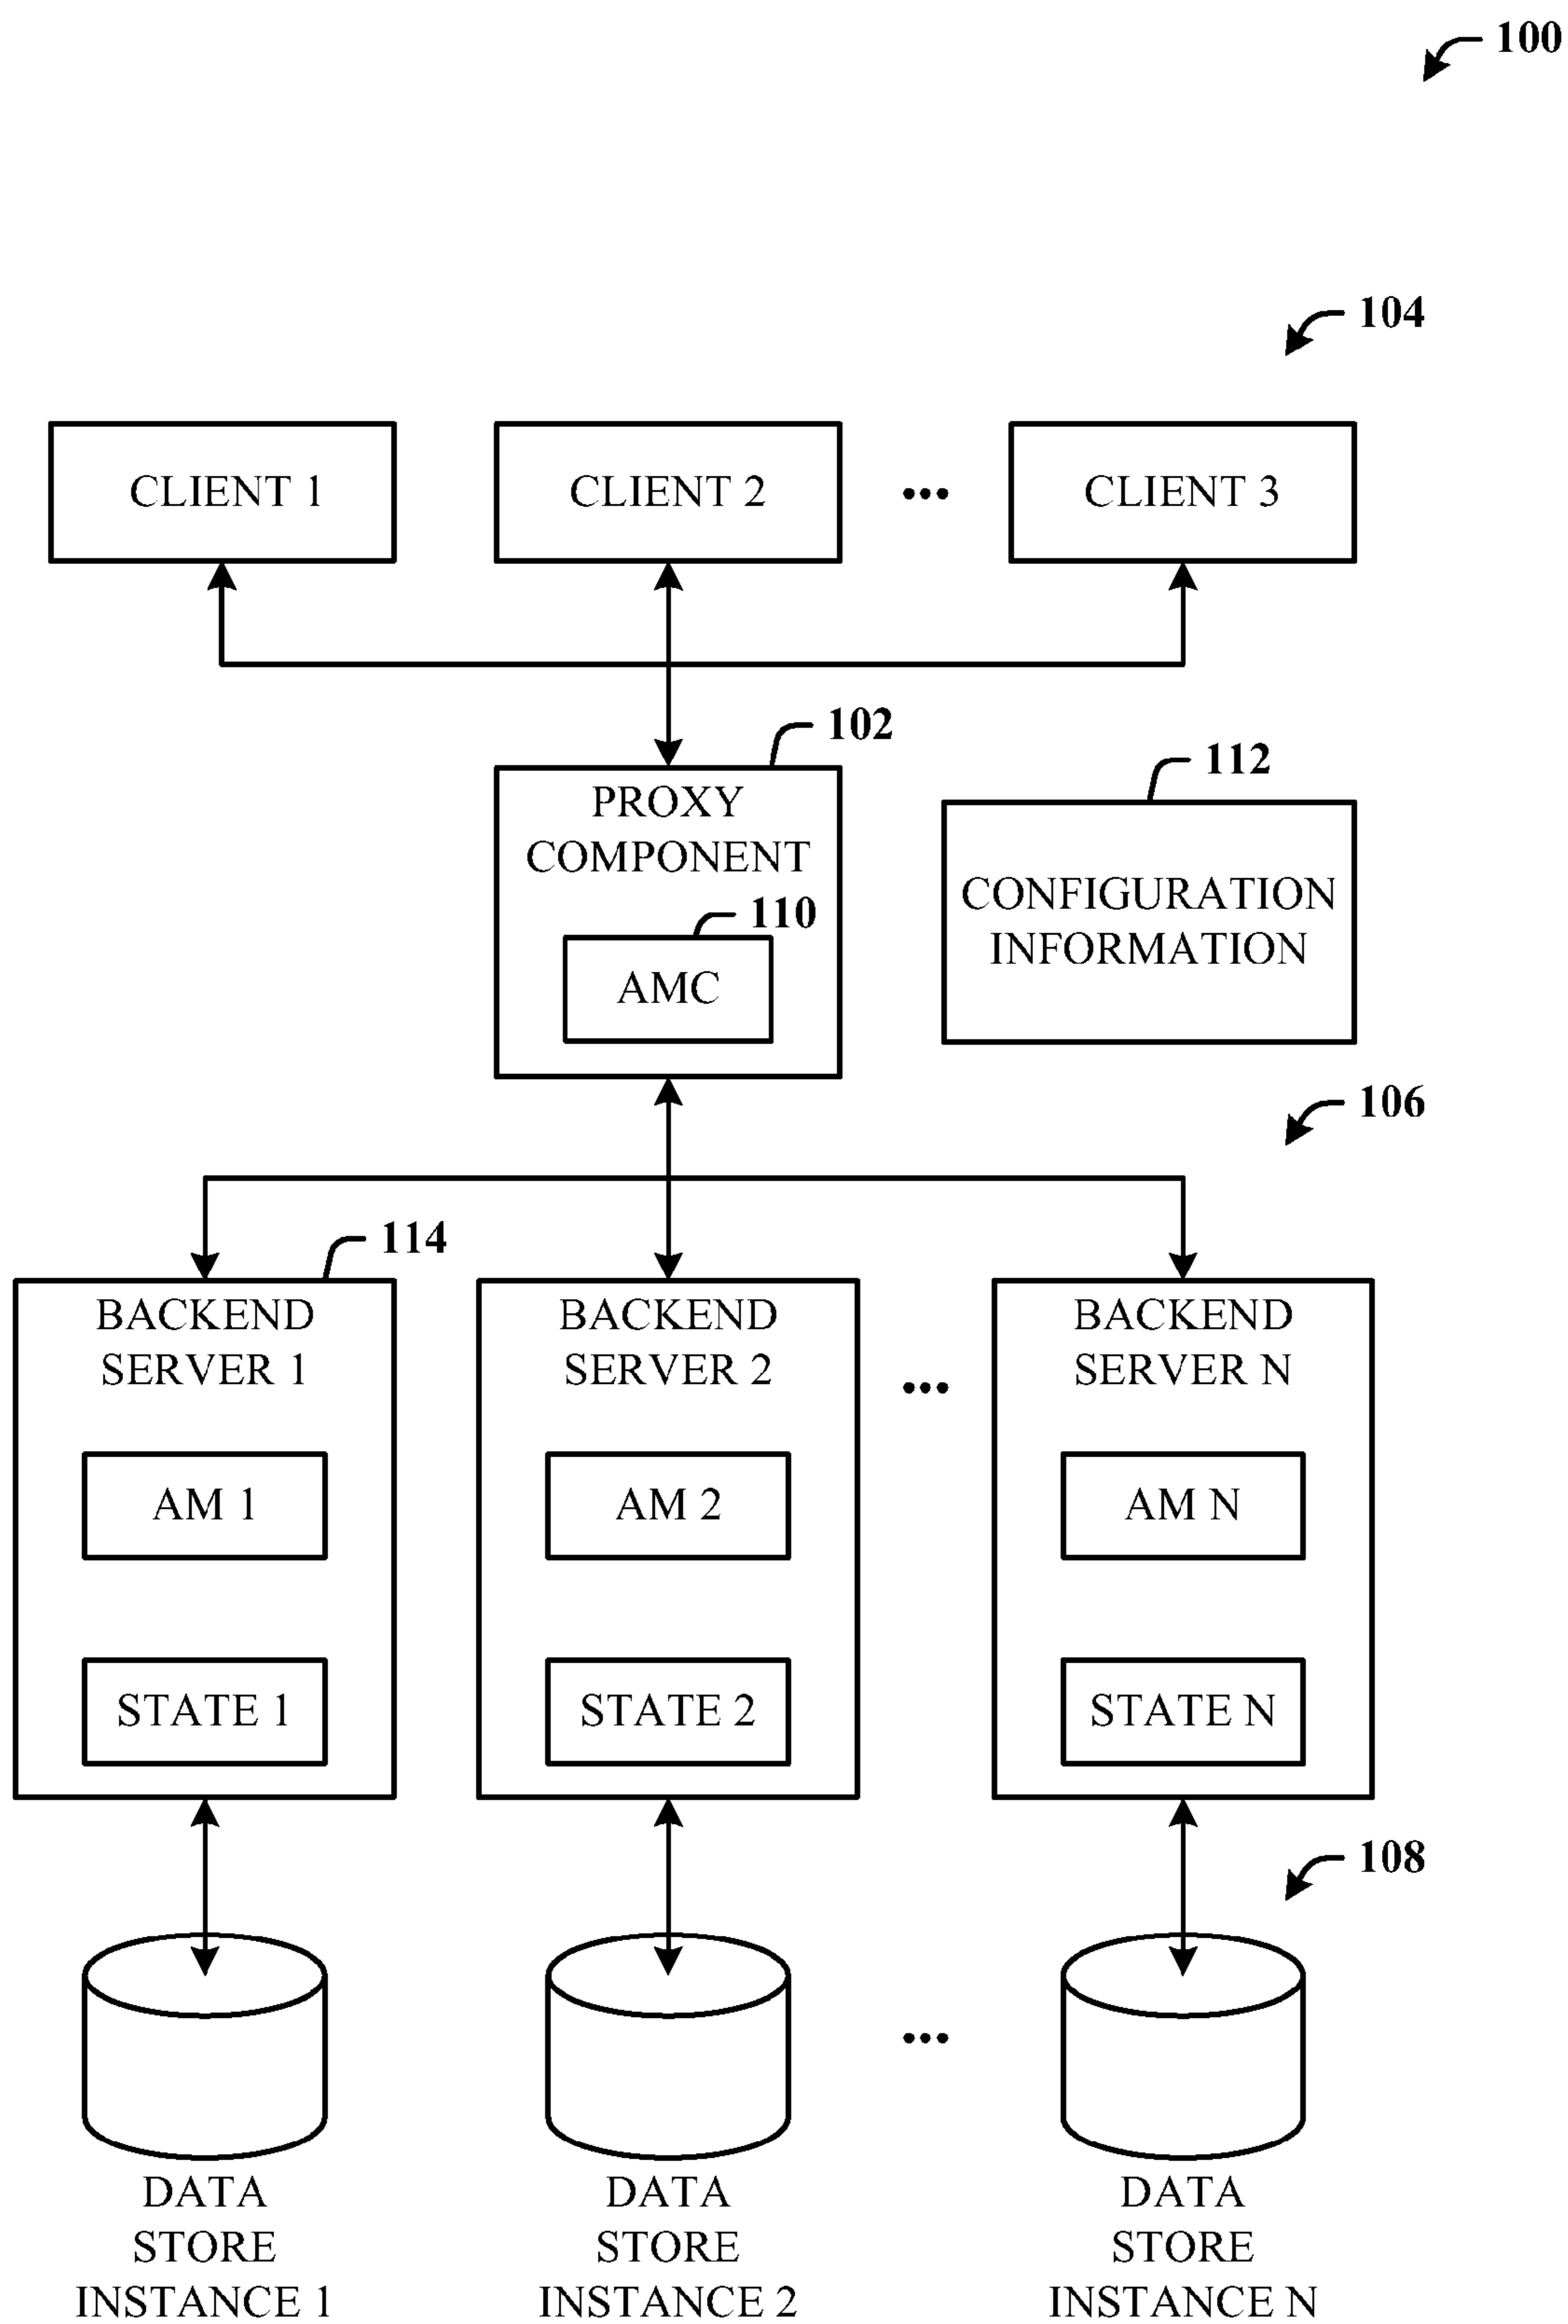 100
104
CLIENT 1
CLIENT 2
...
CLIENT 3
102
112
PROXY
COMPONENT
110
AMC
CONFIGURATION
INFORMATION
106
114
BACKEND
SERVER 1
BACKEND
SERVER 2
...
BACKEND
SERVER N
AM 1
AM 2
AM N
STATE 1
STATE 2
STATE N
108
...
DATA
STORE
INSTANCE 1
DATA
STORE
INSTANCE 2
DATA
STORE
INSTANCE N